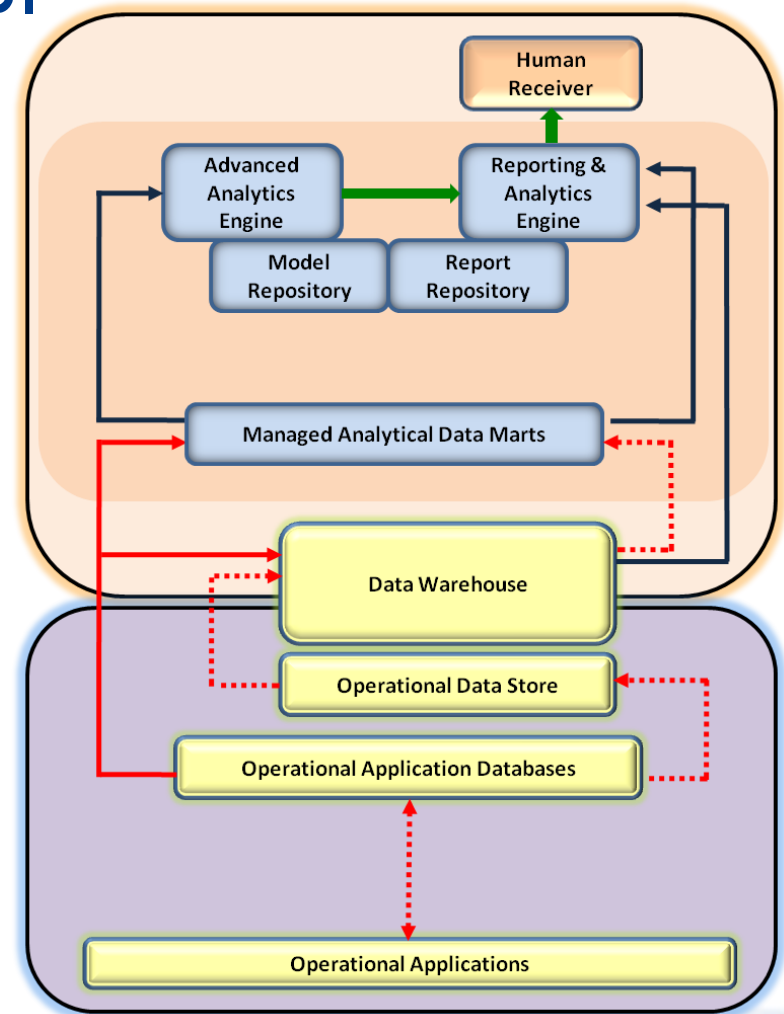 Human
Receiver
Advanced
Analytics
Engine
Reporting &
Analytics
Engine
Model
Repository
Report
Repository
Managed Analytical Data Marts
Data Warehouse
Operational Data Store
Operational Application Databases
Operational Applications